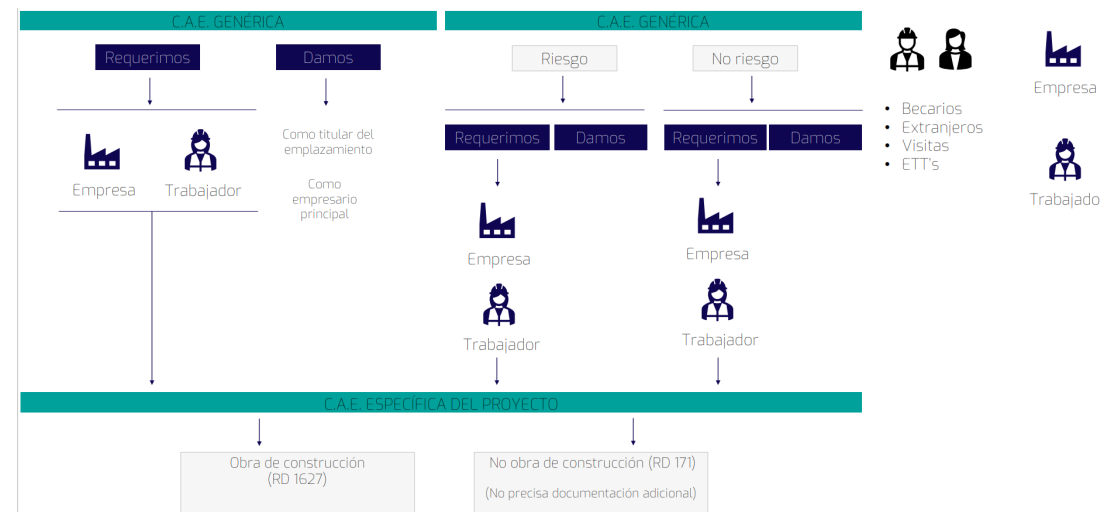 C.A.E. GENÉRICA
Requerimos
Damos
Empresa
Trabajador
Como titular del
emplazamiento
Como
empresario
principal
C.A.E. GENÉRICA
Riesgo
No riesgo
Requerimos
Damos
Requerimos
Damos
Empresa
Trabajador
Empresa
Trabajador
• Becarios
• Extranjeros
• Visitas
• ETT's
Empresa
Trabajado
C.A.E. ESPECÍFICA DEL PROYECTO
Obra de construcción
(RD 1627)
No obra de construcción (RD 171)
(No precisa documentación adicional)